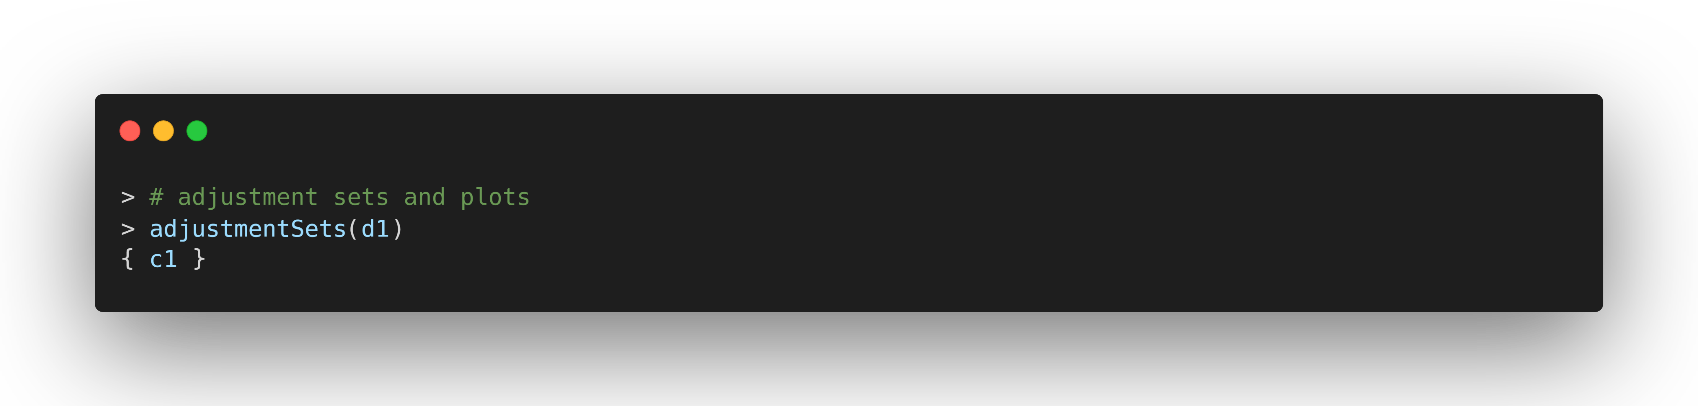 > # adjustment sets and plots
> adjustmentSets(d1)
{ c1 }